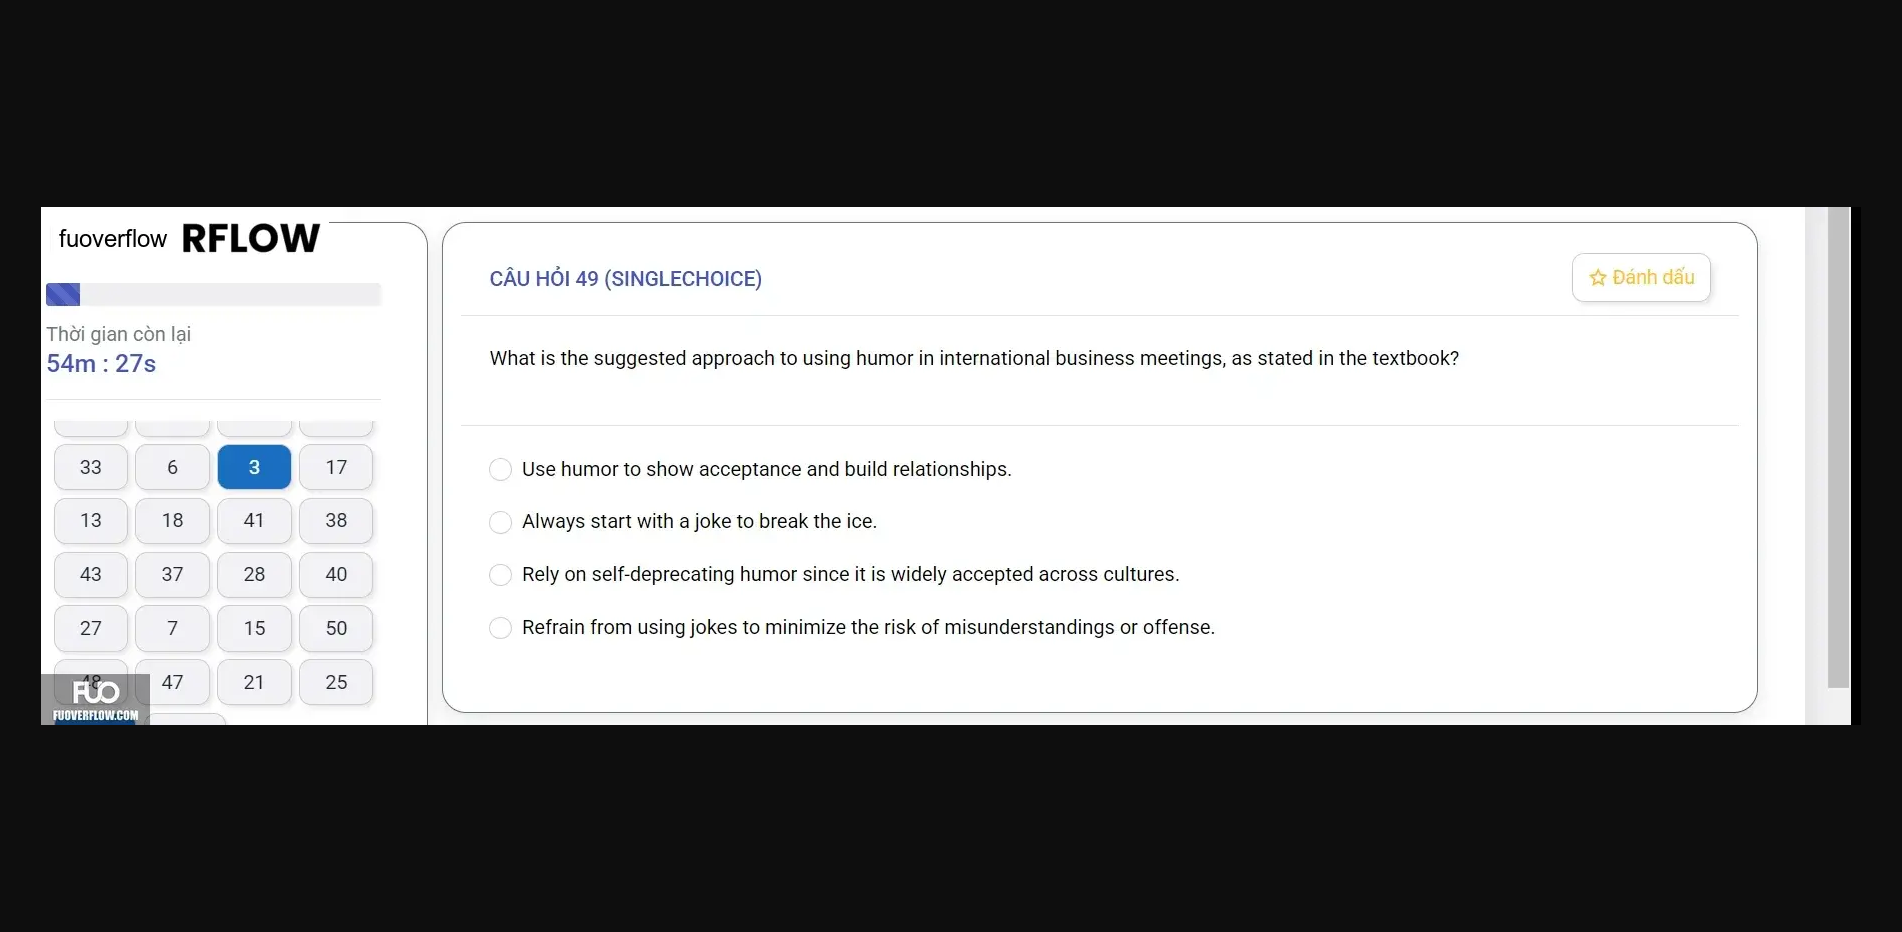 fuoverflow RFLOW
Thời gian còn lại
54m : 27s
33 6 3 17
13 18 41 38
43 37 28 40
27 7 15 50
48 47 21 25
FUO
FUOVERFLOW.COM
CÂU HỎI 49 (SINGLECHOICE)
Đánh dấu
What is the suggested approach to using humor in international business meetings, as stated in the textbook?
Use humor to show acceptance and build relationships.
Always start with a joke to break the ice.
Rely on self-deprecating humor since it is widely accepted across cultures.
Refrain from using jokes to minimize the risk of misunderstandings or offense.